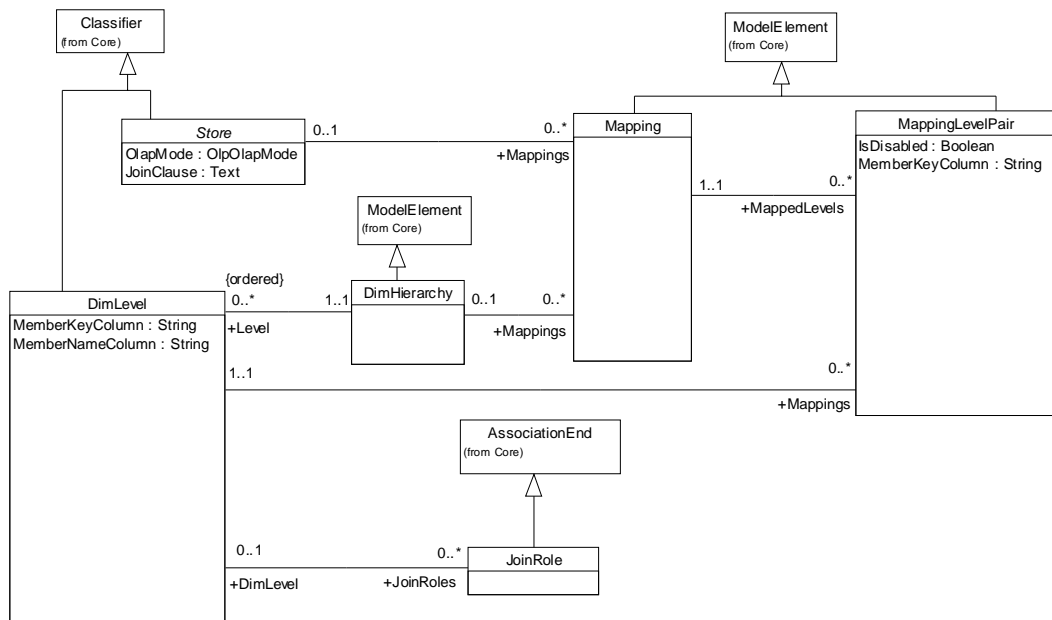 Classifier
(from Core)
ModelElement
(from Core)
Store
OlapMode : OlpOlapMode
JoinClause : Text
0..1
0..*
+Mappings
Mapping
MappingLevelPair
IsDisabled : Boolean
MemberKeyColumn : String
1..1
0..*
+MappedLevels
ModelElement
(from Core)
{ordered}
DimLevel
MemberKeyColumn : String
MemberNameColumn : String
0..*
+Level
1..1
DimHierarchy
0..1
0..*
+Mappings
1..1
0..*
+Mappings
AssociationEnd
(from Core)
0..1
+DimLevel
0..*
+JoinRoles
JoinRole